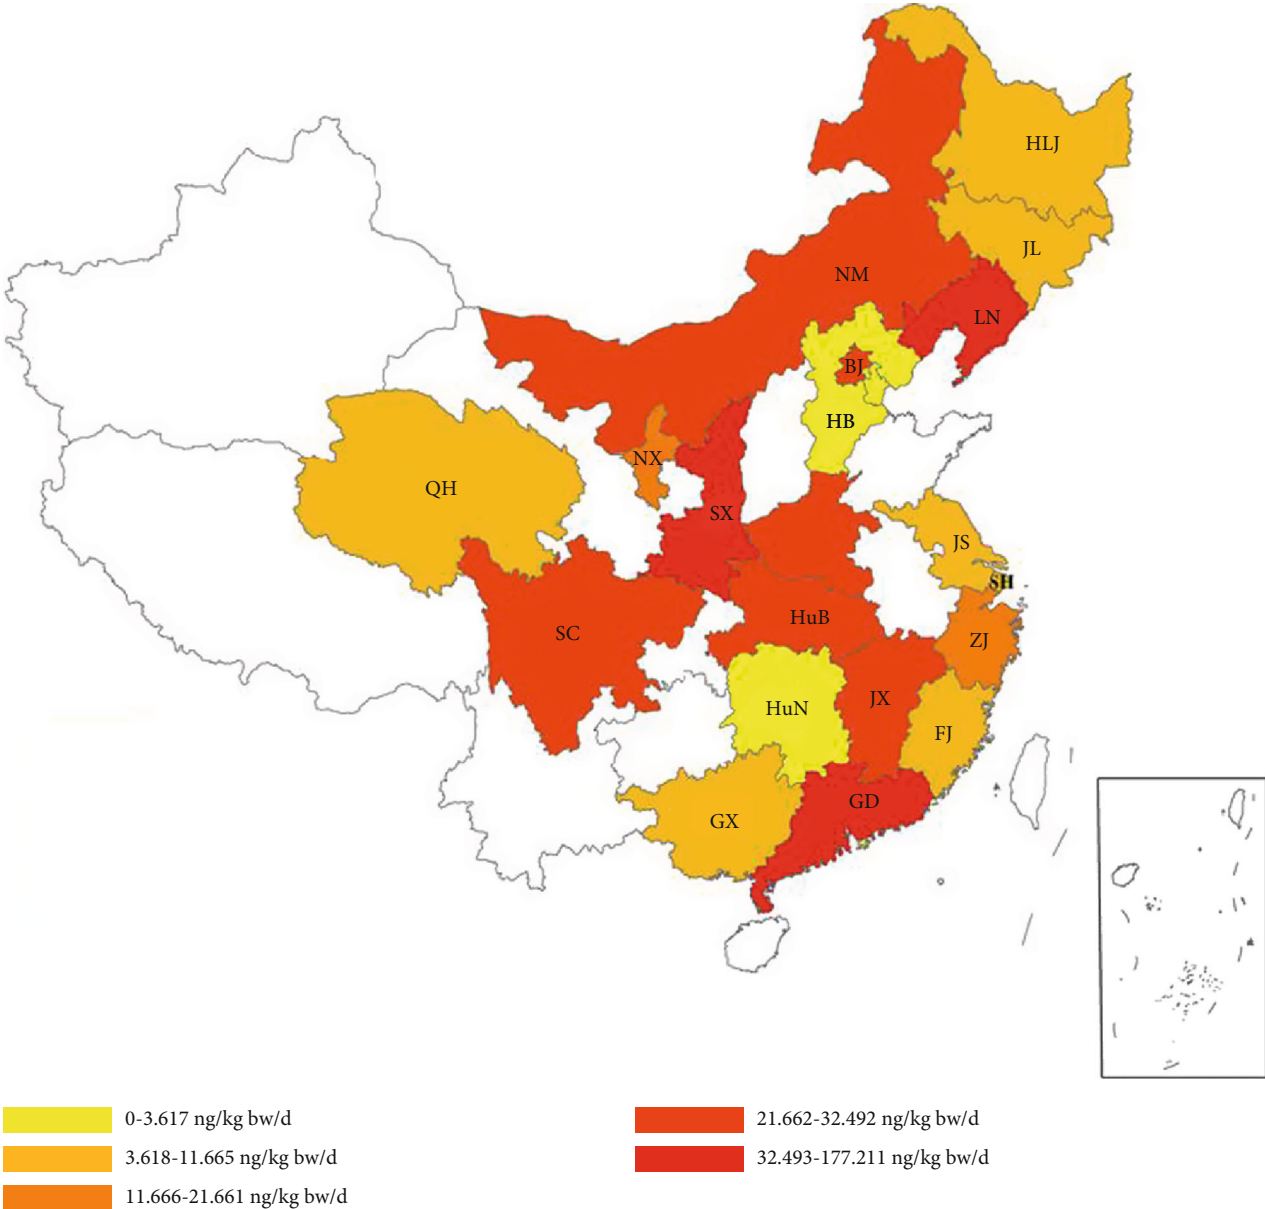 HLJ
JL
NM
LN
BJ
HB
NX
QH
SX
JS
SH
HuB
SC
ZJ
JX
HuN
FJ
GD
GX
0-3.617 ng/kg bw/d
3.618-11.665 ng/kg bw/d
11.666-21.661 ng/kg bw/d
21.662-32.492 ng/kg bw/d
32.493-177.211 ng/kg bw/d